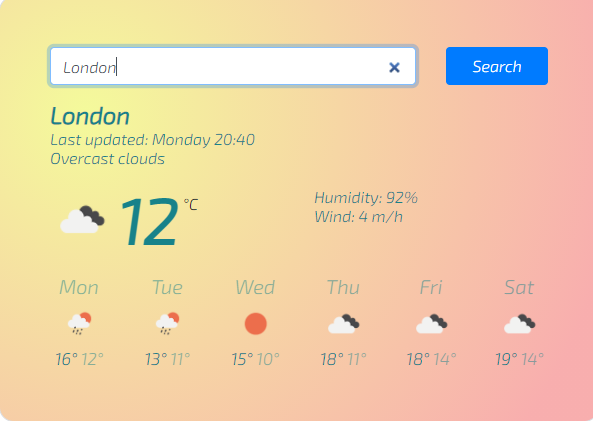 London
Search
London
Last updated: Monday 20:40
Overcast clouds
12 °C
Humidity: 92%
Wind: 4 m/h
Mon Tue Wed Thu Fri Sat
16° 12° 13° 11° 15° 10° 18° 11° 18° 14° 19° 14°